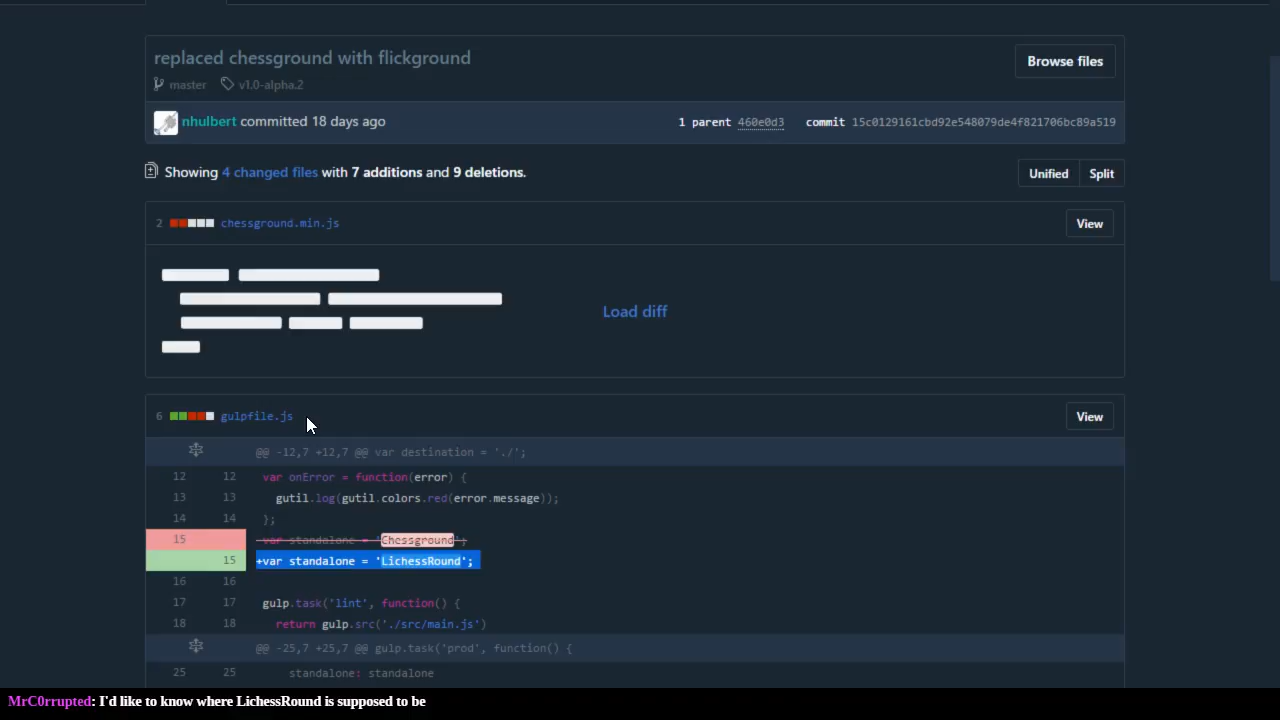 replaced chessground with flickground
Browse files
master v1.0-alpha.2
nhulbert committed 18 days ago
1 parent 460e0d3 commit 15c0129161cbd92e548079de4f821706bc89a519
Showing 4 changed files with 7 additions and 9 deletions.
Unified Split
2 chessground.min.js View
Load diff
6 gulpfile.js View
@@ -12,7 +12,7 @@ var destination = './';
12 12 var onError = function(error) {
13 13 gutil.log(gutil.colors.red(error.message));
14 14 };
15 -var standalone = 'Chessground';
15 +var standalone = 'LichessRound';
16 16
17 17 gulp.task('lint', function() {
18 18 return gulp.src('./src/main.js')
@@ -25,7 +25,7 @@ gulp.task('prod', function() {
25 25 standalone: standalone
MrC0rrupted: I'd like to know where LichessRound is supposed to be